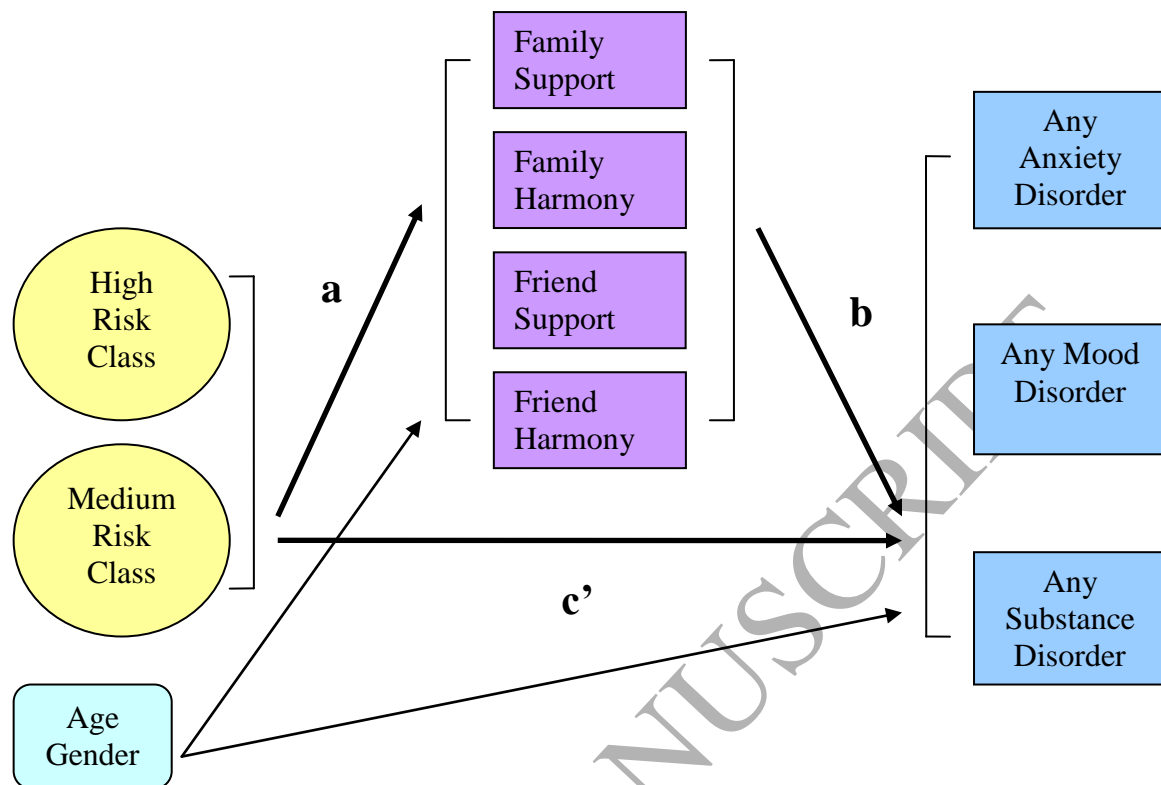 Family
Support
Family
Harmony
Friend
Support
Friend
Harmony
High
Risk
Class
Medium
Risk
Class
Age
Gender
a
b
c’
Any
Anxiety
Disorder
Any Mood
Disorder
Any
Substance
Disorder
NUSCRIPT